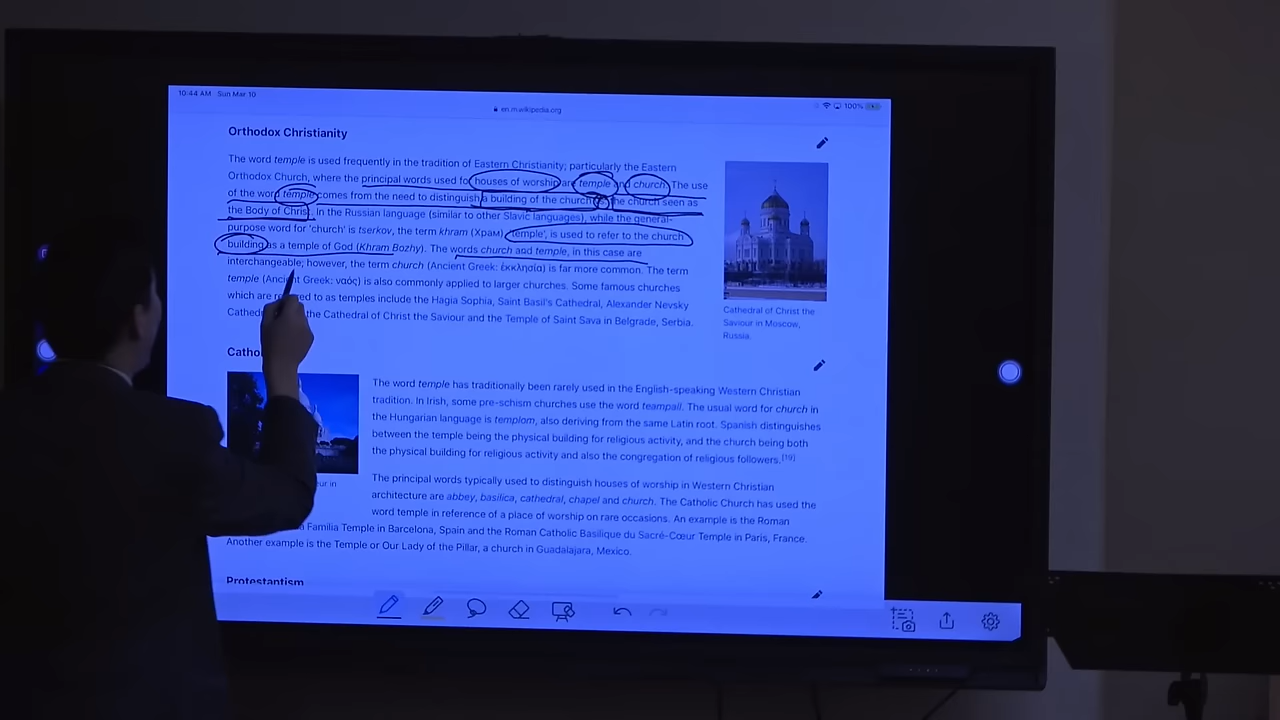 10:44 AM Sun Mar 10
en.m.wikipedia.org
100%
Orthodox Christianity
The word temple is used frequently in the tradition of Eastern Christianity; particularly the Eastern
Orthodox Church, where the principal words used for houses of worship are temple and church. The use
of the word temple comes from the need to distinguish a building of the church vs. the church seen as
the Body of Christ. In the Russian language (similar to other Slavic languages), while the general-
purpose word for 'church' is tserkov, the term khram (Храм) 'temple', is used to refer to the church
building as a temple of God (Khram Bozhy). The words church and temple, in this case are
interchangeable; however, the term church (Ancient Greek: ἐκκλησία) is far more common. The term
temple (Ancient Greek: ναός) is also commonly applied to larger churches. Some famous churches
which are to as temples include the Hagia Sophia, Saint Basil's Cathedral, Alexander Nevsky
the Cathedral of Christ the Saviour and the Temple of Saint Sava in Belgrade, Serbia.
Cathedral of Christ the
Saviour in Moscow,
Russia.
The word temple has traditionally been rarely used in the English-speaking Western Christian
tradition. In Irish, some pre-schism churches use the word teampall. The usual word for church in
the Hungarian language is templom, also deriving from the same Latin root. Spanish distinguishes
between the temple being the physical building for religious activity, and the church being both
the physical building for religious activity and also the congregation of religious followers.[19]
The principal words typically used to distinguish houses of worship in Western Christian
architecture are abbey, basilica, cathedral, chapel and church. The Catholic Church has used the
word temple in reference of a place of worship on rare occasions. An example is the Roman
Familia Temple in Barcelona, Spain and the Roman Catholic Basilique du Sacré-Cœur Temple in Paris, France.
Another example is the Temple or Our Lady of the Pillar, a church in Guadalajara, Mexico.
Protestantism